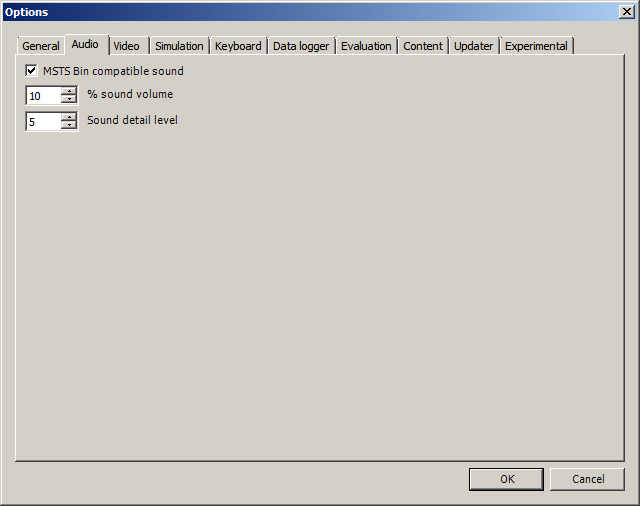 Options
General Audio Video Simulation Keyboard Data logger Evaluation Content Updater Experimental
MSTS Bin compatible sound
10 % sound volume
5 Sound detail level
OK Cancel